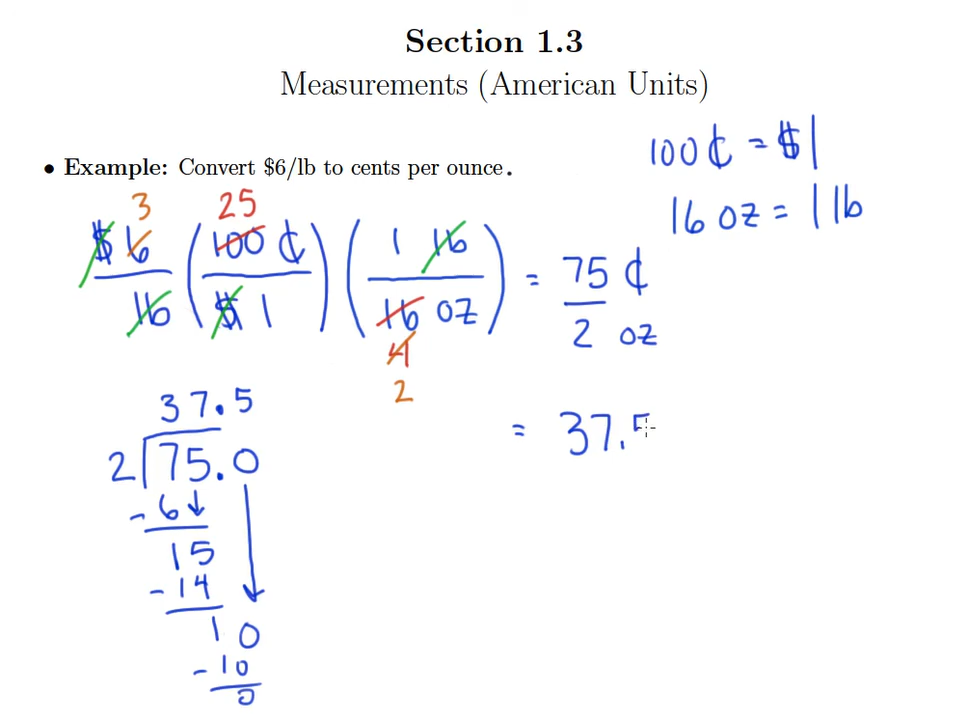 Section 1.3
Measurements (American Units)
100 ¢ = $1
• Example: Convert $6/lb to cents per ounce.
16 oz = 1 lb
3 25
$ 6 ( 100 ¢ ) ( 1 lb ) = 75 ¢
lb $ 1 16 oz 2 oz
4
2
37.5
= 37.5
2 75.0
- 6
15
- 14
10
- 10
0